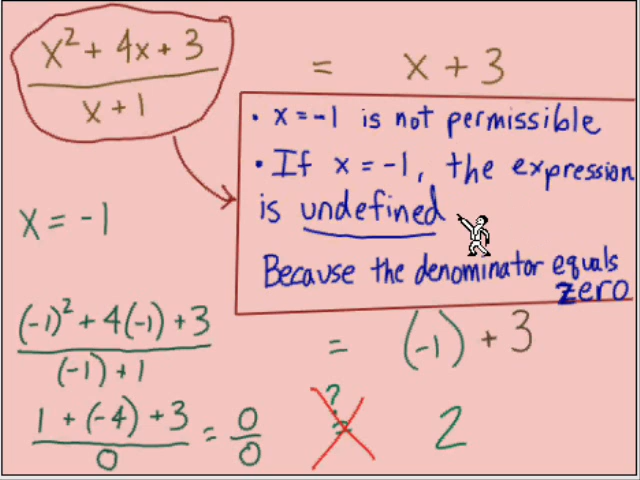 x² + 4x + 3 / x + 1 = x + 3
• x = -1 is not permissible
• If x = -1, the expression
is undefined
Because the denominator equals
zero
x = -1
(-1)² + 4(-1) + 3 / (-1) + 1 = (-1) + 3
1 + (-4) + 3 / 0 = 0/0 ≟ 2